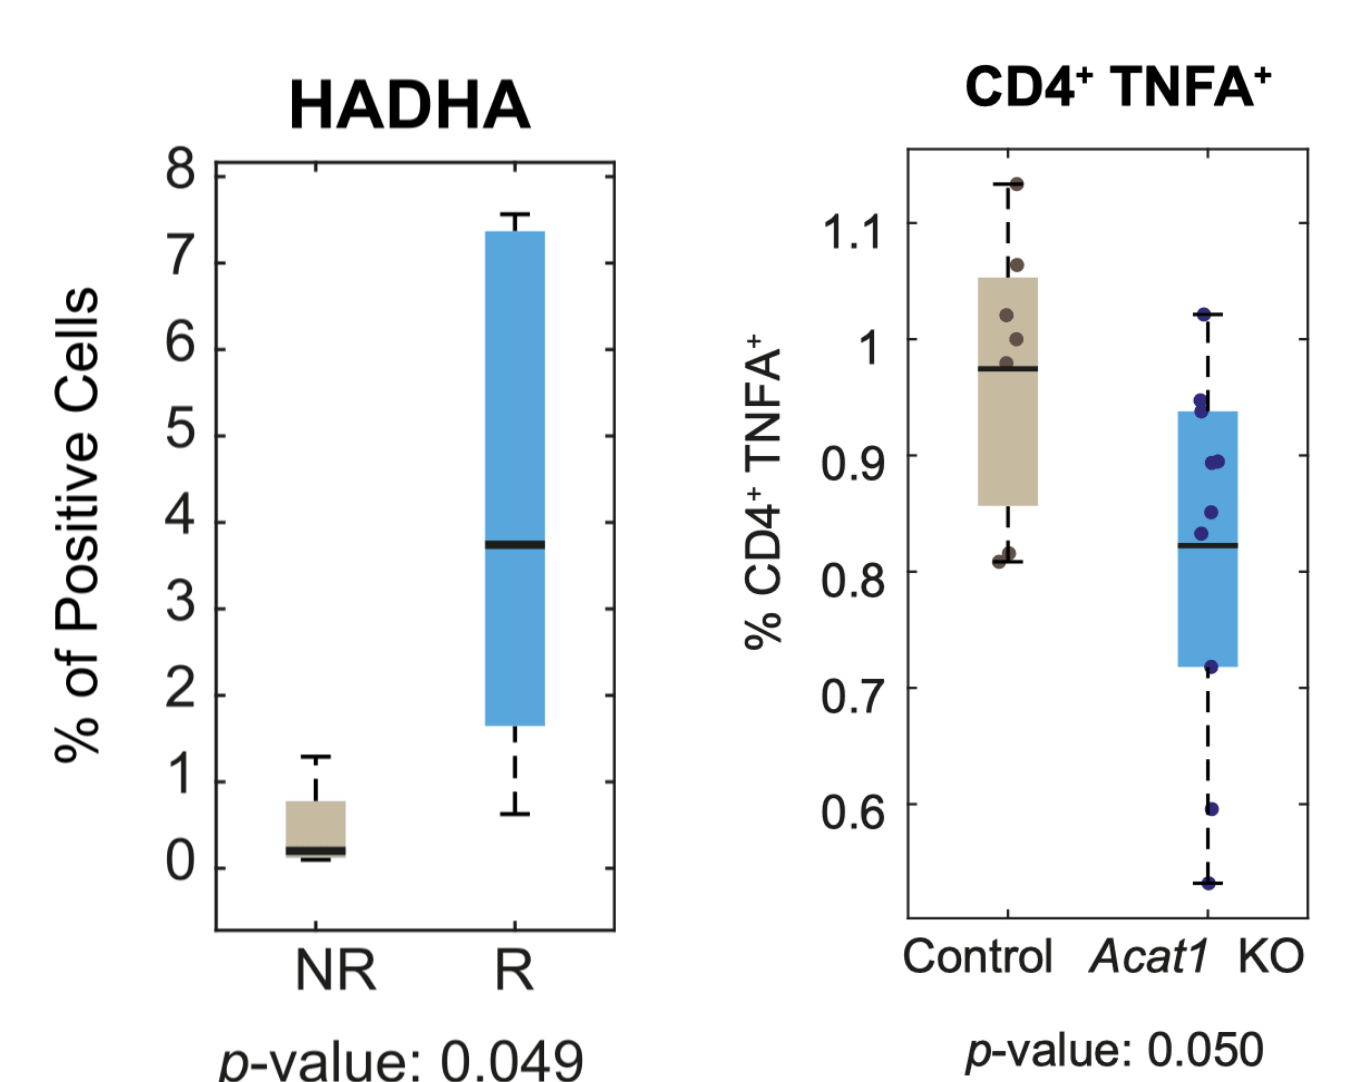 HADHA
% of Positive Cells
8
7
6
5
4
3
2
1
0
NR R
p-value: 0.049
CD4⁺ TNFA⁺
% CD4⁺ TNFA⁺
1.1
1
0.9
0.8
0.7
0.6
Control Acat1 KO
p-value: 0.050